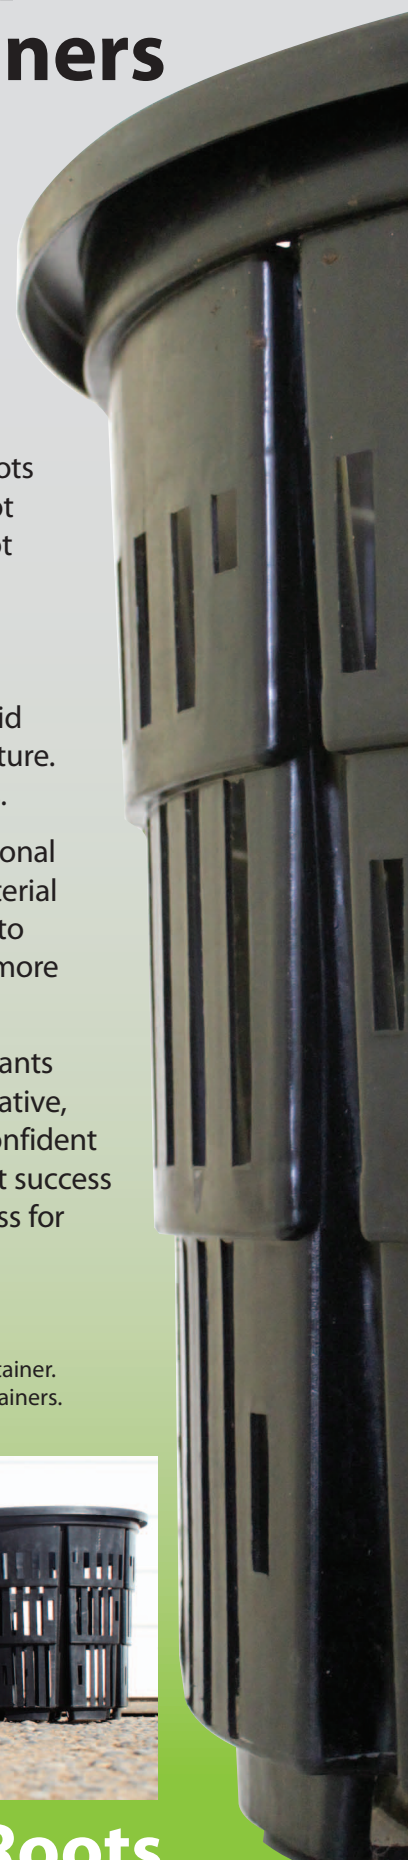 ners
ots
ot
ot
id
ture.
.
onal
terial
to
more
ants
ative,
onfident
t success
ss for
tainer.
ainers.
Roots